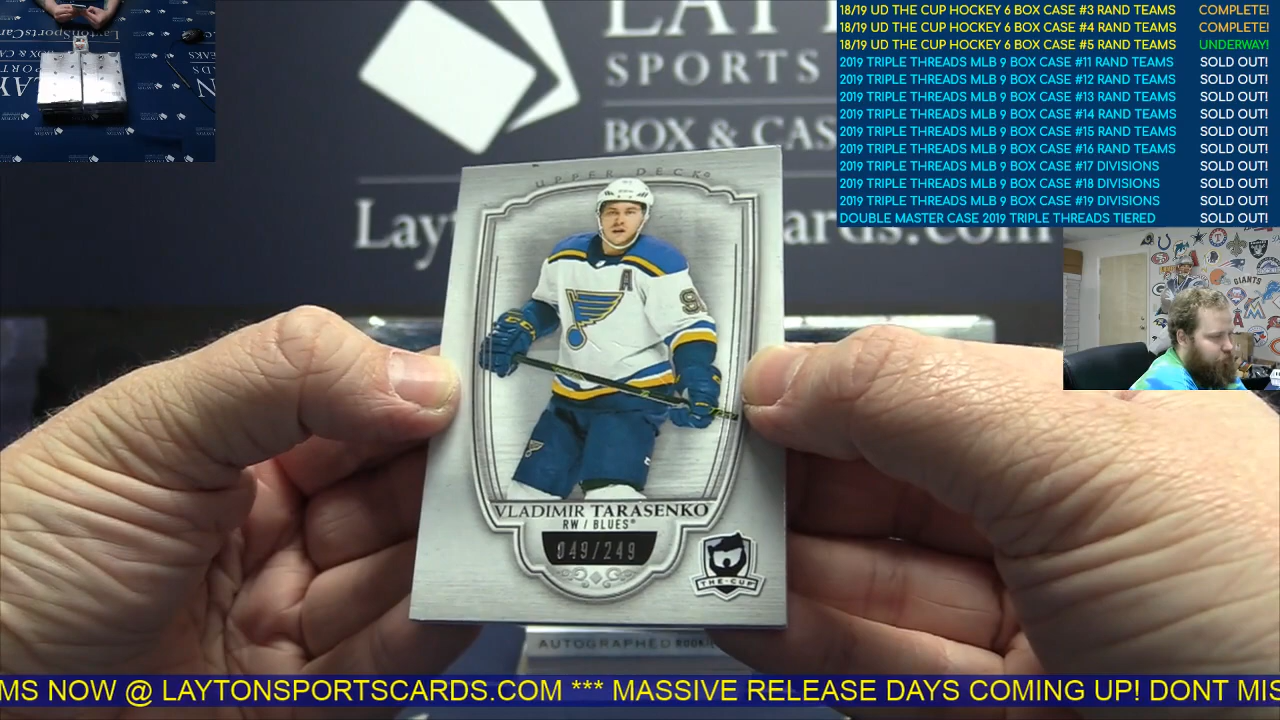 18/19 UD THE CUP HOCKEY 6 BOX CASE #3 RAND TEAMS COMPLETE!
18/19 UD THE CUP HOCKEY 6 BOX CASE #4 RAND TEAMS COMPLETE!
18/19 UD THE CUP HOCKEY 6 BOX CASE #5 RAND TEAMS UNDERWAY!
2019 TRIPLE THREADS MLB 9 BOX CASE #11 RAND TEAMS SOLD OUT!
2019 TRIPLE THREADS MLB 9 BOX CASE #12 RAND TEAMS SOLD OUT!
2019 TRIPLE THREADS MLB 9 BOX CASE #13 RAND TEAMS SOLD OUT!
2019 TRIPLE THREADS MLB 9 BOX CASE #14 RAND TEAMS SOLD OUT!
2019 TRIPLE THREADS MLB 9 BOX CASE #15 RAND TEAMS SOLD OUT!
2019 TRIPLE THREADS MLB 9 BOX CASE #16 RAND TEAMS SOLD OUT!
2019 TRIPLE THREADS MLB 9 BOX CASE #17 DIVISIONS SOLD OUT!
2019 TRIPLE THREADS MLB 9 BOX CASE #18 DIVISIONS SOLD OUT!
2019 TRIPLE THREADS MLB 9 BOX CASE #19 DIVISIONS SOLD OUT!
DOUBLE MASTER CASE 2019 TRIPLE THREADS TIERED SOLD OUT!
LAYT
SPORTS
BOX & CAS
Layt
ards.com
GIANTS
UPPER DECK
A
9
VLADIMIR TARASENKO
RW / BLUES
049/249
THE-CUP
AUTOGRAPHED ROOKI
MS NOW @ LAYTONSPORTSCARDS.COM *** MASSIVE RELEASE DAYS COMING UP! DONT MIS